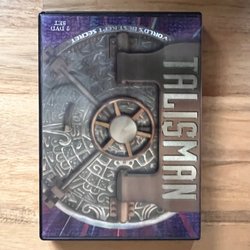 WORLD'S BEST KEPT SECRET
TALISMAN
2 DVD
SET